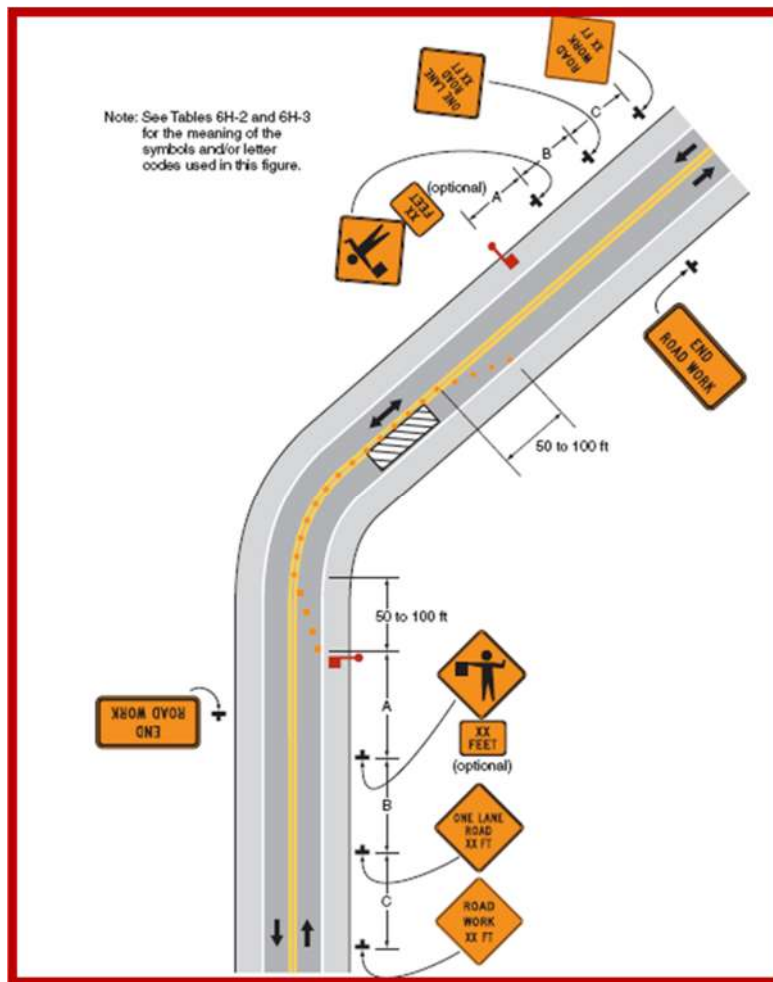 ROAD
WORK
XX FT
ONE LANE
ROAD
XX FT
Note: See Tables 6H-2 and 6H-3
for the meaning of the
symbols and/or letter
codes used in this figure.
C
B
A
(optional)
XX
FEET
END
ROAD WORK
50 to 100 ft
50 to 100 ft
A
XX
FEET
(optional)
END
ROAD WORK
B
ONE LANE
ROAD
XX FT
C
ROAD
WORK
XX FT